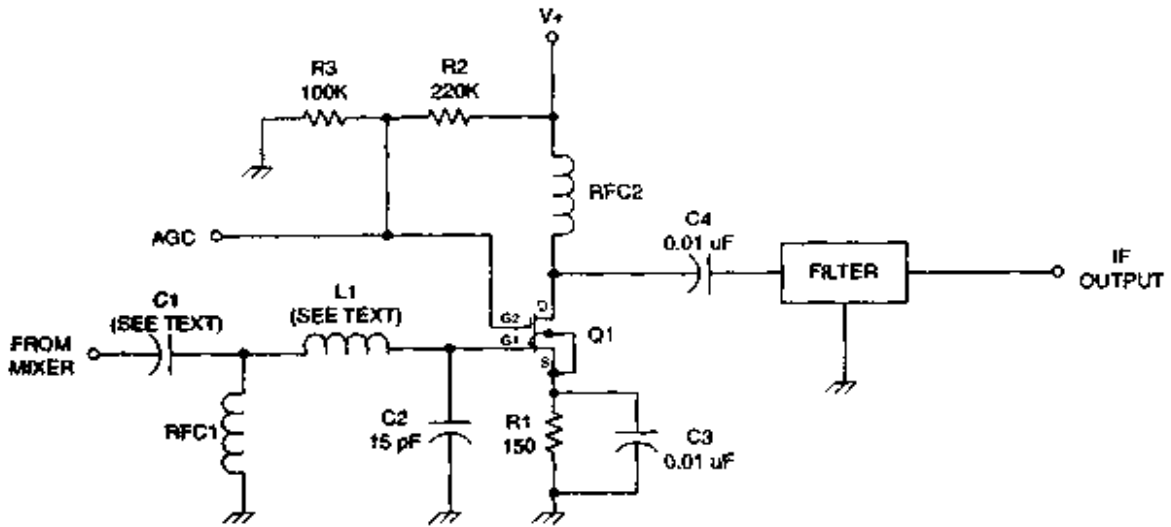 V+
R3
100K
R2
220K
RFC2
AGC
C4
0.01 uF
FILTER
IF
OUTPUT
C1
(SEE TEXT)
L1
(SEE TEXT)
FROM
MIXER
G2
D
G1
S
Q1
RFC1
C2
15 pF
R1
150
C3
0.01 uF